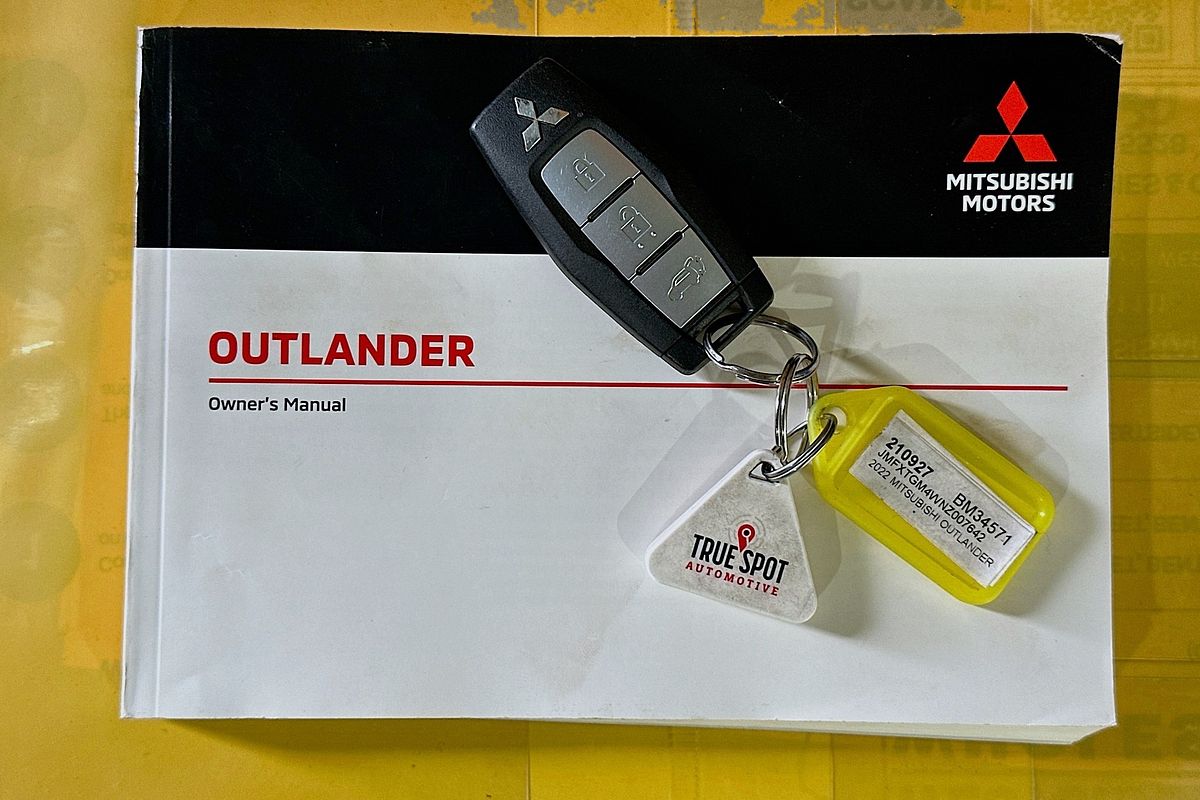 MITSUBISHI
MOTORS
OUTLANDER
Owner's Manual
210927 BM34571
JMFXTGM4WNZ007642
2022 MITSUBISHI OUTLANDER
TRUE SPOT
AUTOMOTIVE